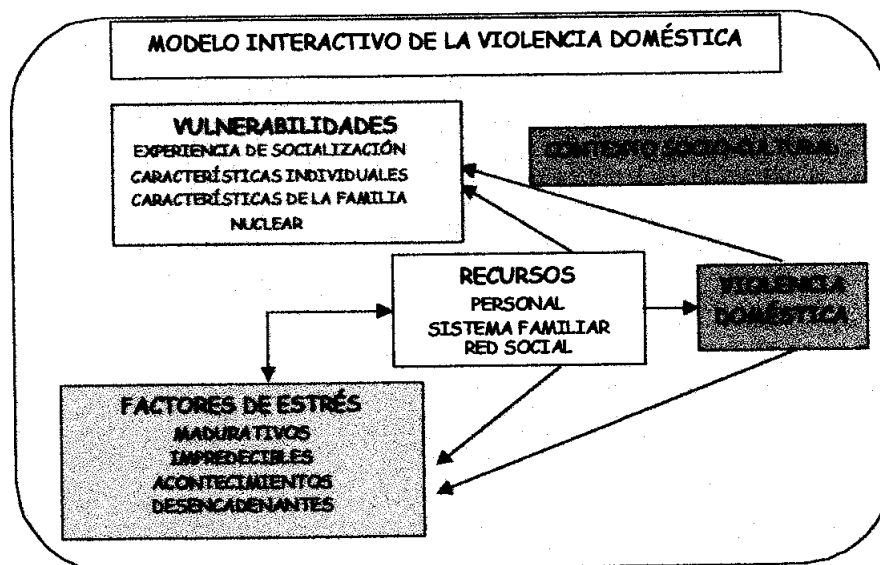 MODELO INTERACTIVO DE LA VIOLENCIA DOMÉSTICA
VULNERABILIDADES
EXPERIENCIA DE SOCIALIZACIÓN
CARACTERÍSTICAS INDIVIDUALES
CARACTERÍSTICAS DE LA FAMILIA
NUCLEAR
CONTEXTO SOCIO-CULTURAL
RECURSOS
PERSONAL
SISTEMA FAMILIAR
RED SOCIAL
VIOLENCIA
DOMÉSTICA
FACTORES DE ESTRÉS
MADURATIVOS
IMPREDECIBLES
ACONTECIMIENTOS
DESENCADENANTES